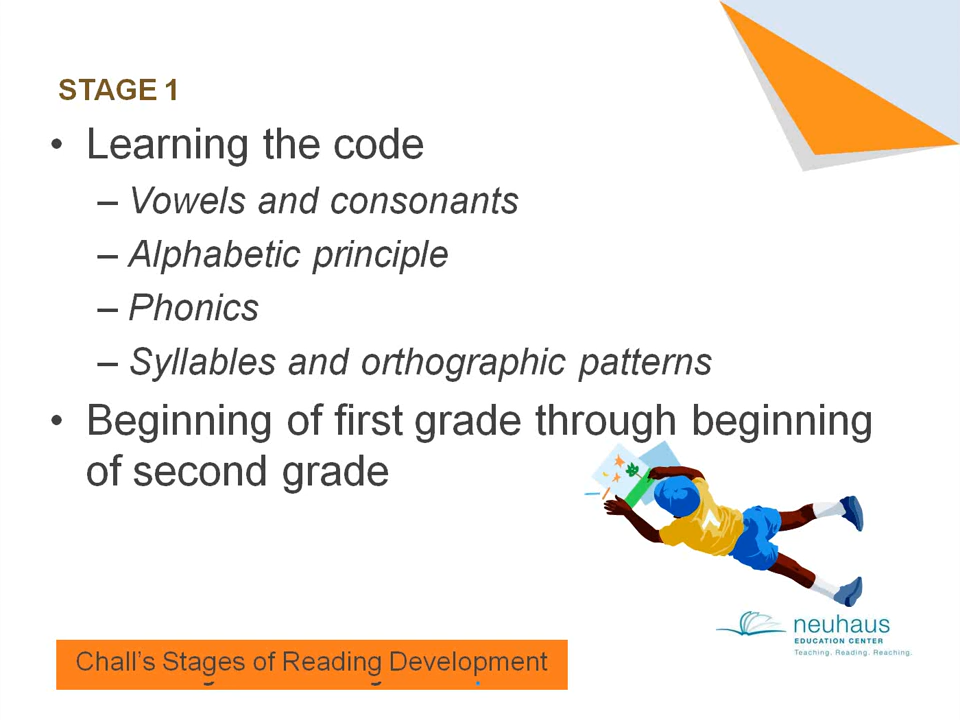 STAGE 1
• Learning the code
– Vowels and consonants
– Alphabetic principle
– Phonics
– Syllables and orthographic patterns
• Beginning of first grade through beginning
of second grade
neuhaus
EDUCATION CENTER
Teaching. Reading. Reaching.
Chall's Stages of Reading Development